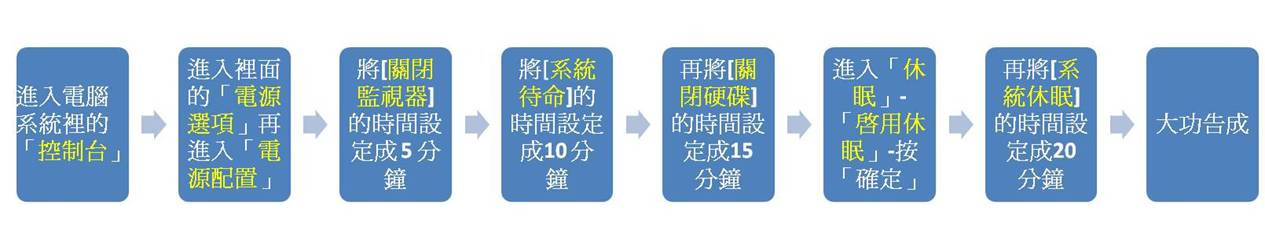 進入電腦
系統裡的
「控制台」
進入裡面
的「電源
選項」再
進入「電
源配置」
將[關閉
監視器]
的時間設
定成 5 分
鐘
將[系統
待命]的
時間設定
成10 分
鐘
再將[關
閉硬碟]
的時間設
定成15
分鐘
進入「休
眠」-
「啓用休
眠」-按
「確定」
再將[系
統休眠]
的時間設
定成20
分鐘
大功告成